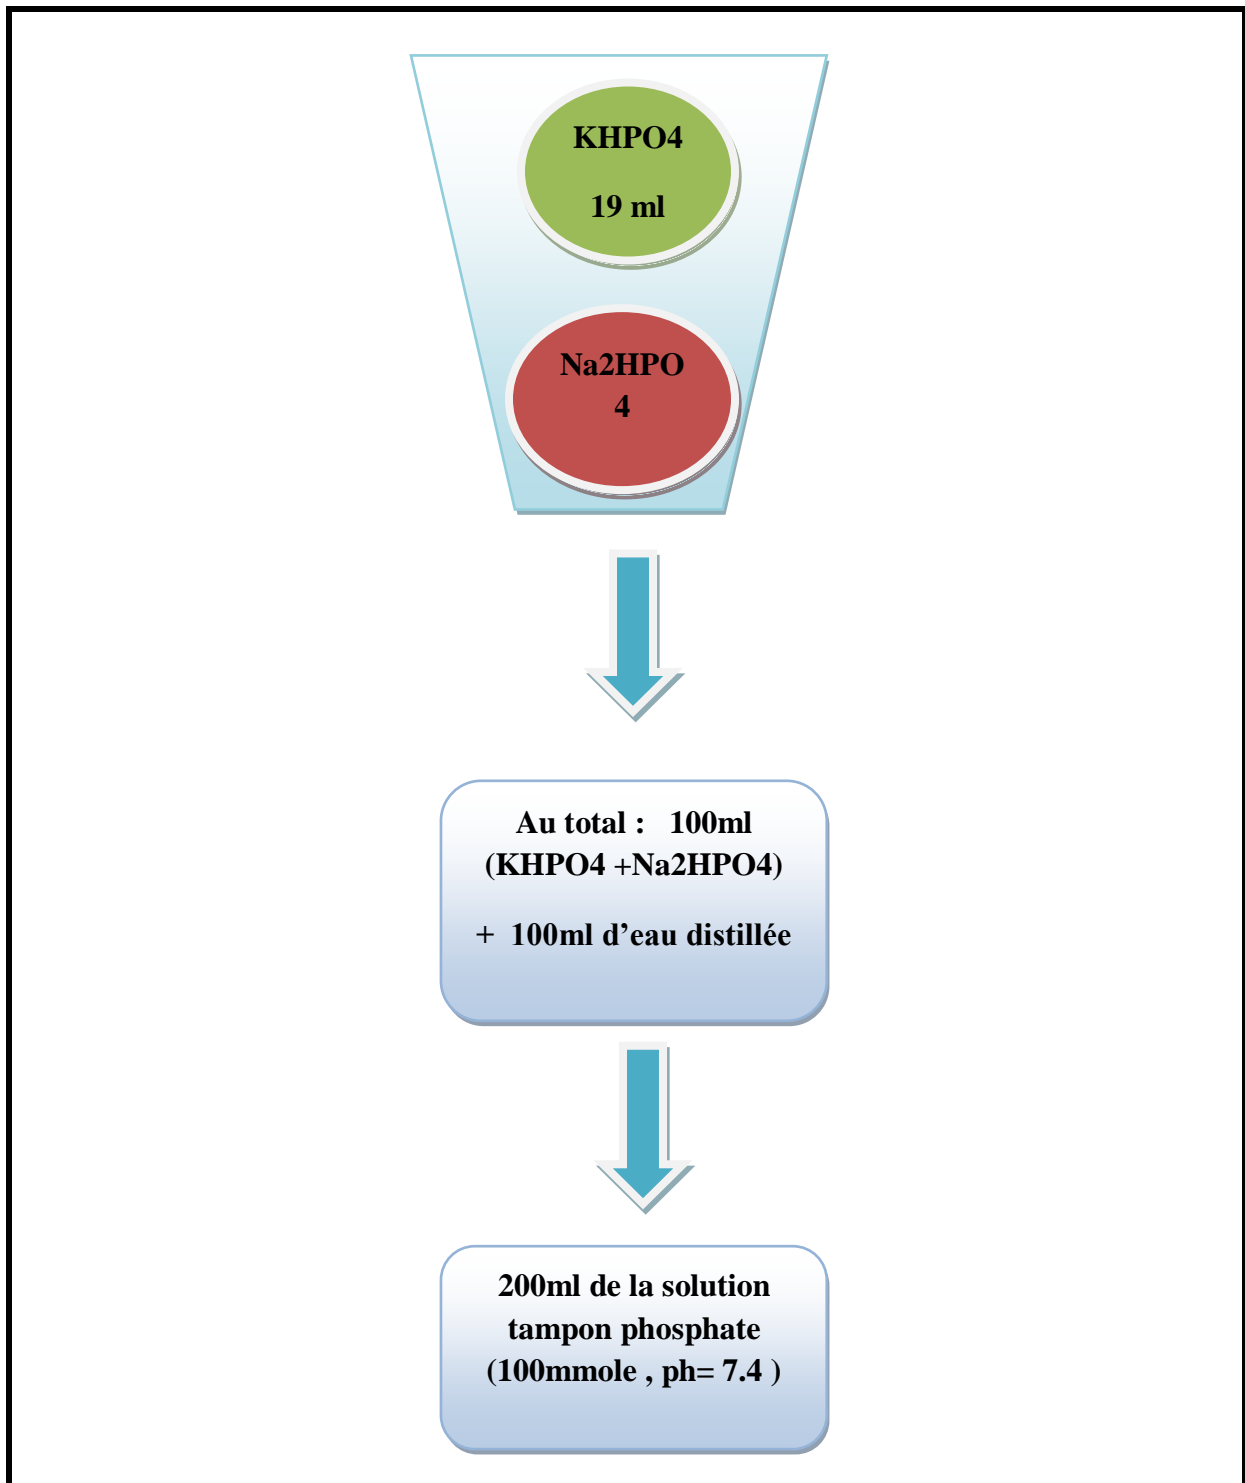 KHPO4
19 ml
Na2HPO
4
Au total :   100ml
(KHPO4 +Na2HPO4)
+  100ml d’eau distillée
200ml de la solution
tampon phosphate
(100mmole , ph= 7.4 )